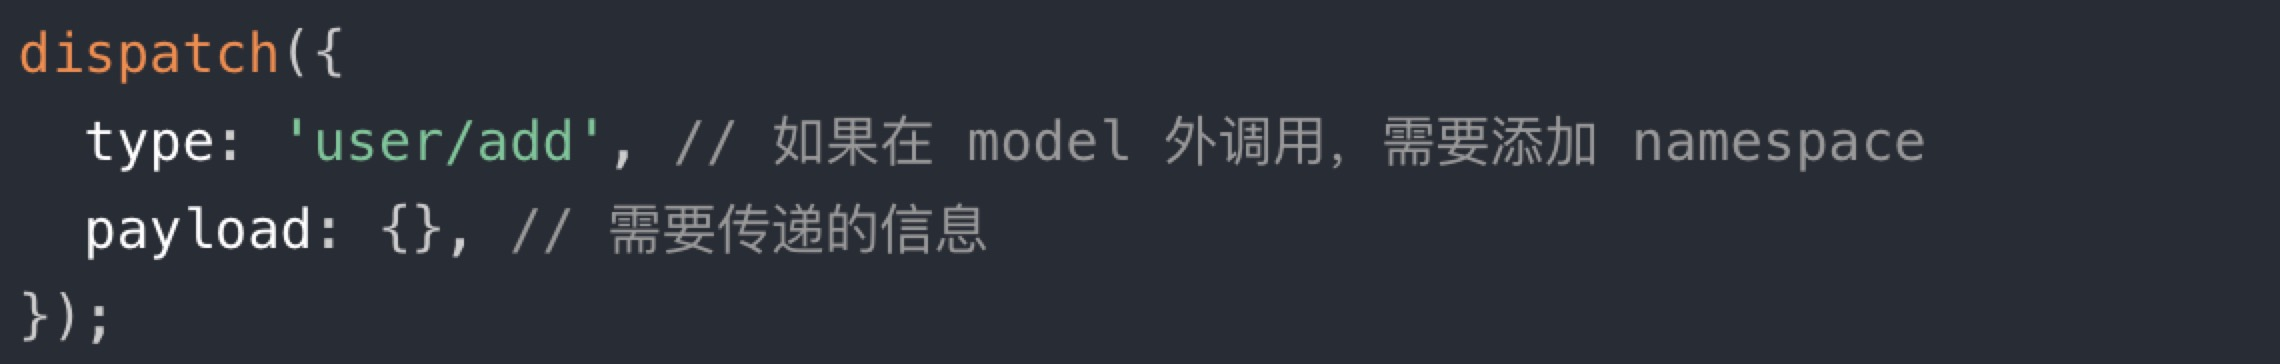 dispatch({
  type: 'user/add', // 如果在 model 外调用，需要添加 namespace
  payload: {}, // 需要传递的信息
});